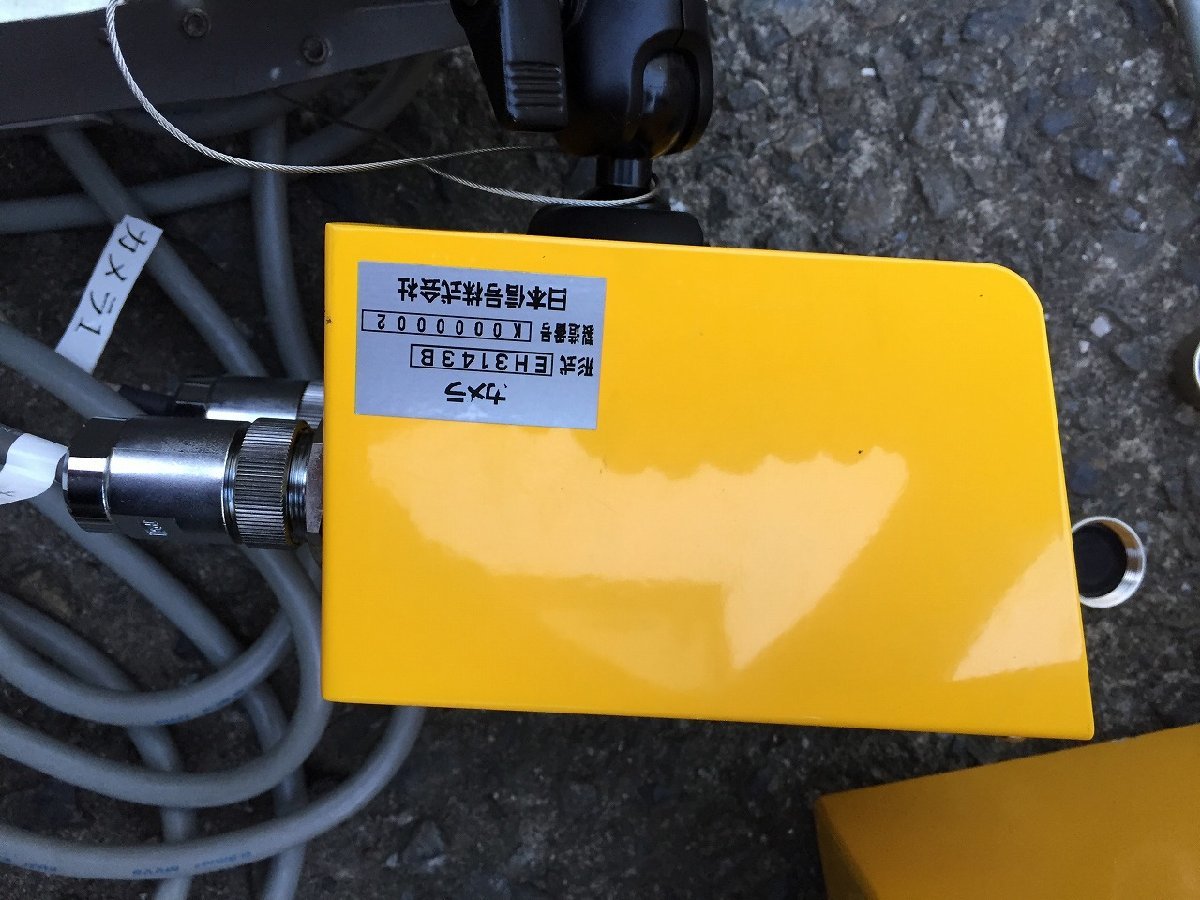 カメラ
形式 EH3143B
製造番号 K0000002
日本信号株式会社
カメラ1